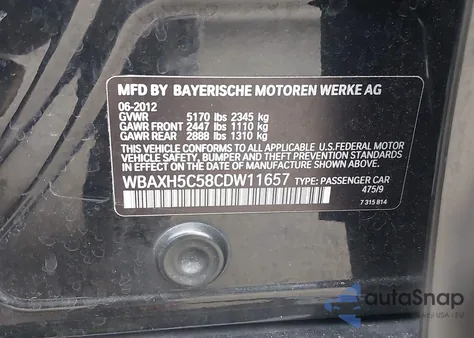 MFD BY BAYERISCHE MOTOREN WERKE AG
06-2012
GVWR 5170 lbs 2345 kg
GAWR FRONT 2447 lbs 1110 kg
GAWR REAR 2888 lbs 1310 kg
THIS VEHICLE CONFORMS TO ALL APPLICABLE U.S.FEDERAL MOTOR
VEHICLE SAFETY, BUMPER, AND THEFT PREVENTION STANDARDS IN
EFFECT ON THE DATE OF MANUFACTURE SHOWN ABOVE.
WBAXH5C58CDW11657 TYPE: PASSENGER CAR
475/9
7 315 814
autoSnap